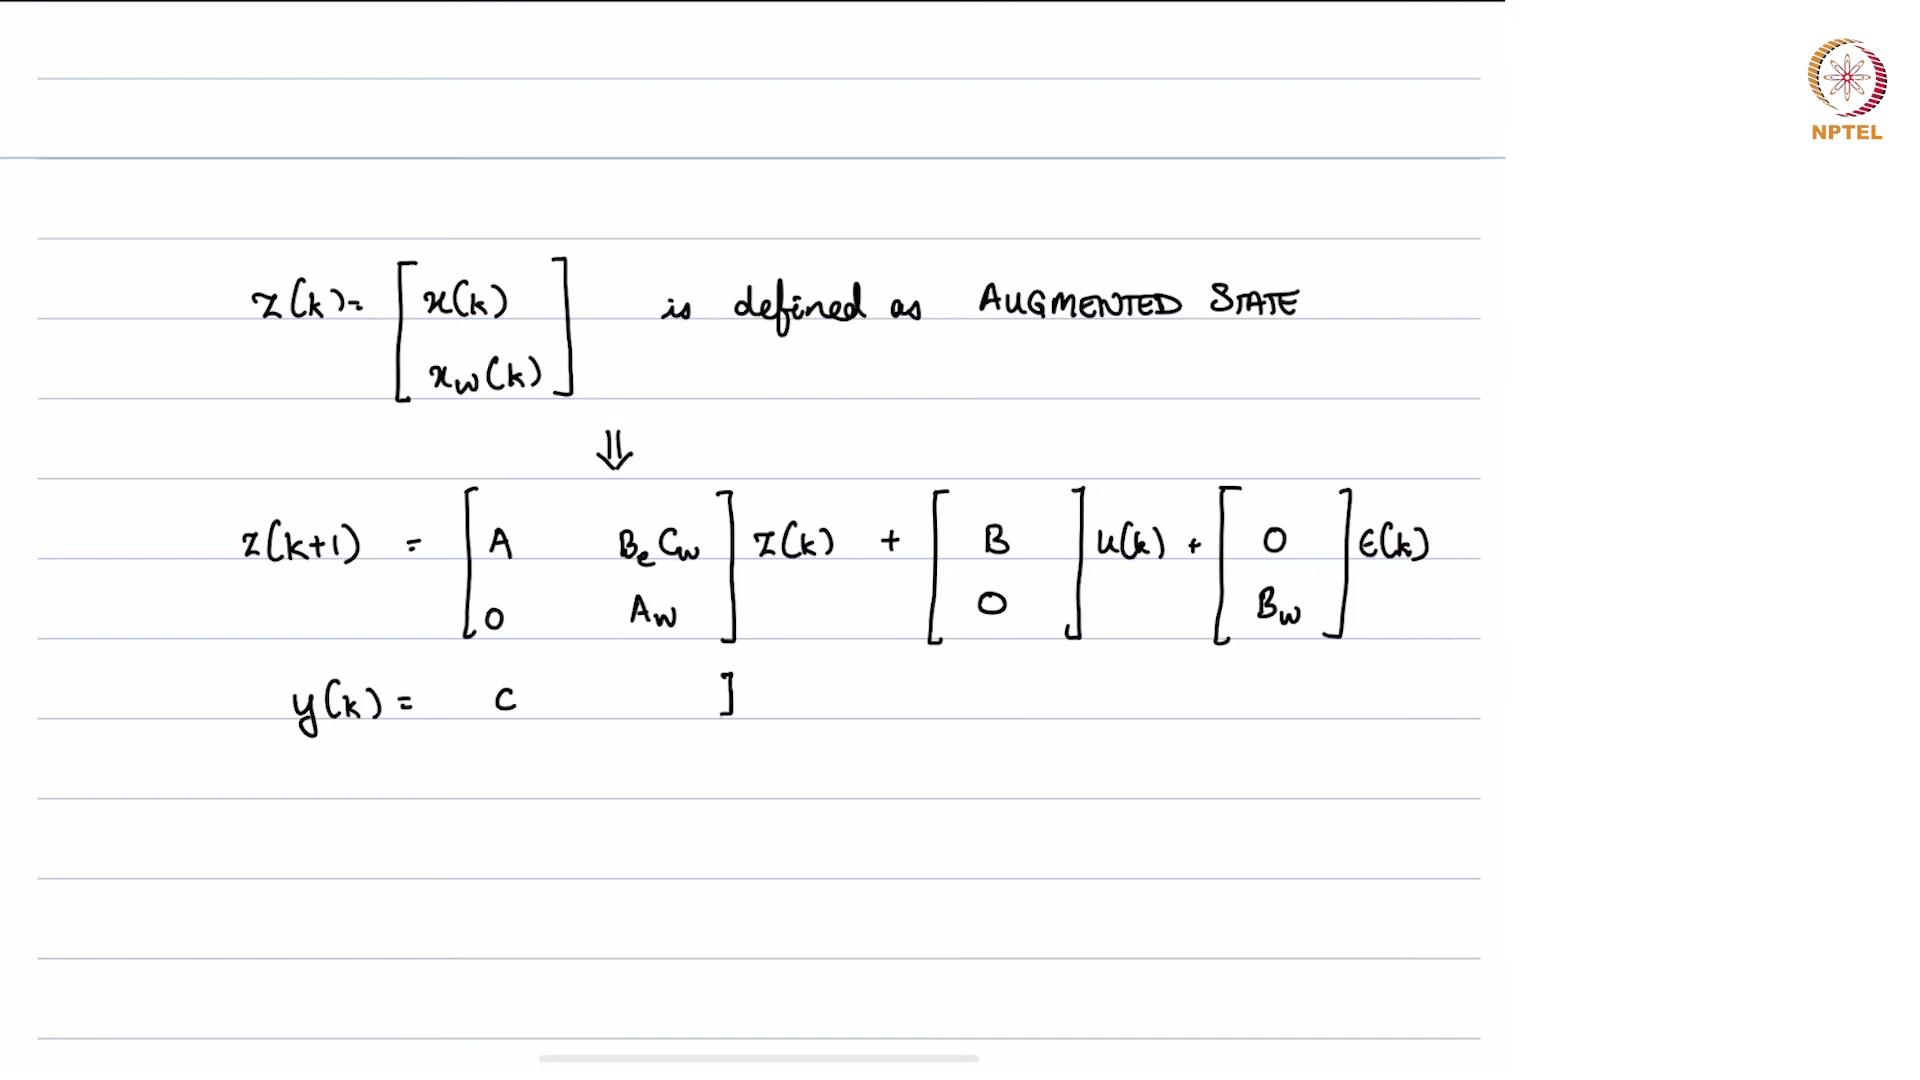 NPTEL
z(k) = [ x(k) is defined as AUGMENTED STATE
x_w(k) ]
⇓
z(k+1) = [ A B_e C_w ] z(k) + [ B ] u(k) + [ 0 ] ϵ(k)
0 A_w 0 B_w
y(k) = C ]